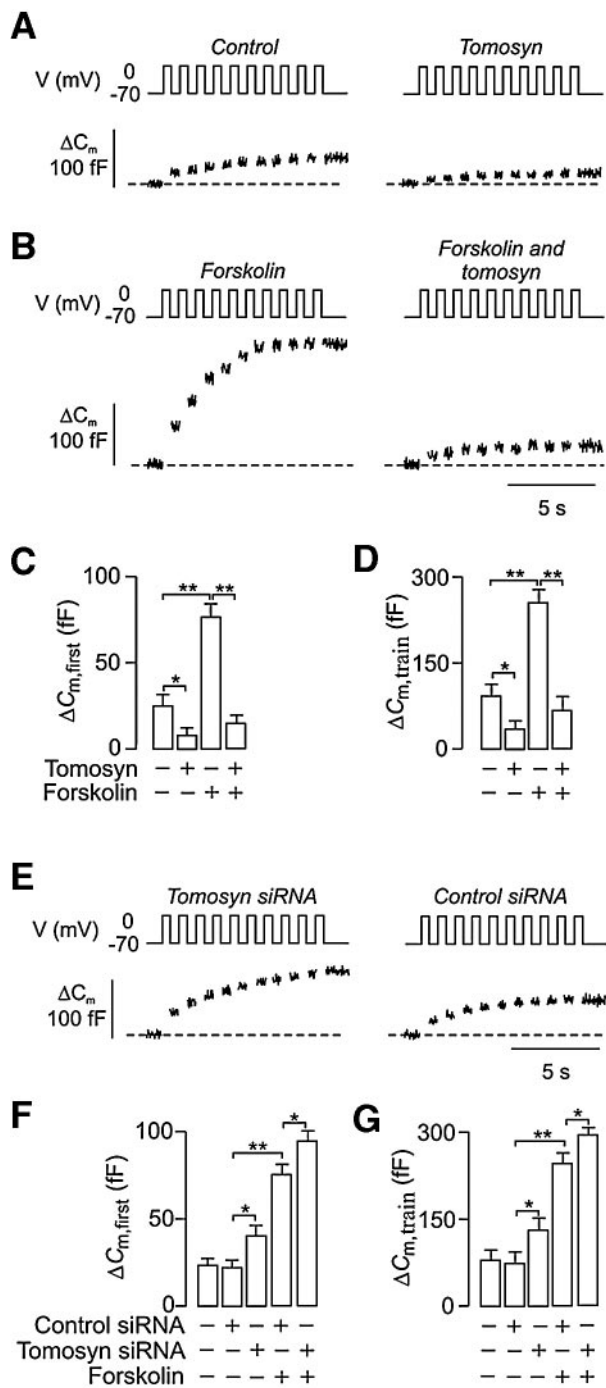 A
Control
Tomosyn
V (mV)
0
-70
ΔCm
100 fF
B
Forskolin
Forskolin and
tomosyn
V (mV)
0
-70
ΔCm
100 fF
5 s
C
ΔCm,first (fF)
100
50
0
** **
*
Tomosyn − + − +
Forskolin − − + +
D
ΔCm,train (fF)
300
150
0
** **
*
− + − +
− − + +
E
Tomosyn siRNA
Control siRNA
V (mV)
0
-70
ΔCm
100 fF
5 s
F
ΔCm,first (fF)
100
50
0
*
**
*
Control siRNA − + − + −
Tomosyn siRNA − − + − +
Forskolin − − − + +
G
ΔCm,train (fF)
300
150
0
*
**
*
− + − + −
− − + − +
− − − + +